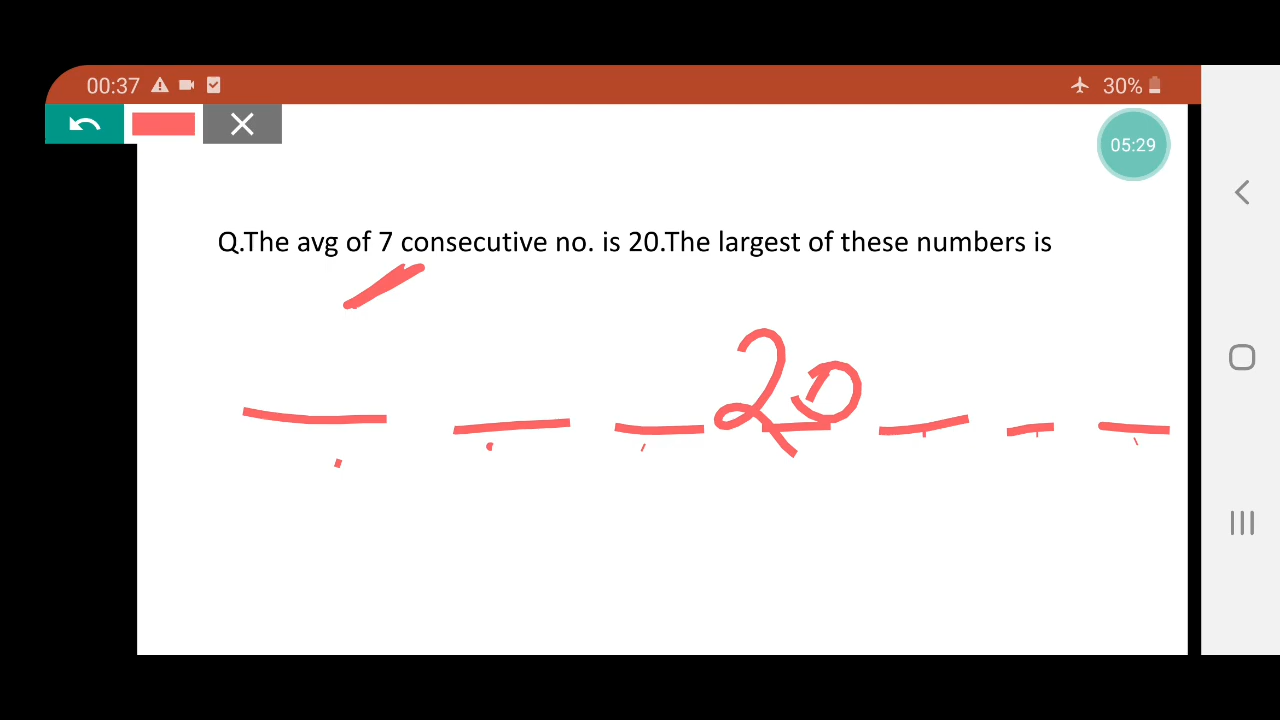 00:37
30%
05:29
Q.The avg of 7 consecutive no. is 20.The largest of these numbers is
20